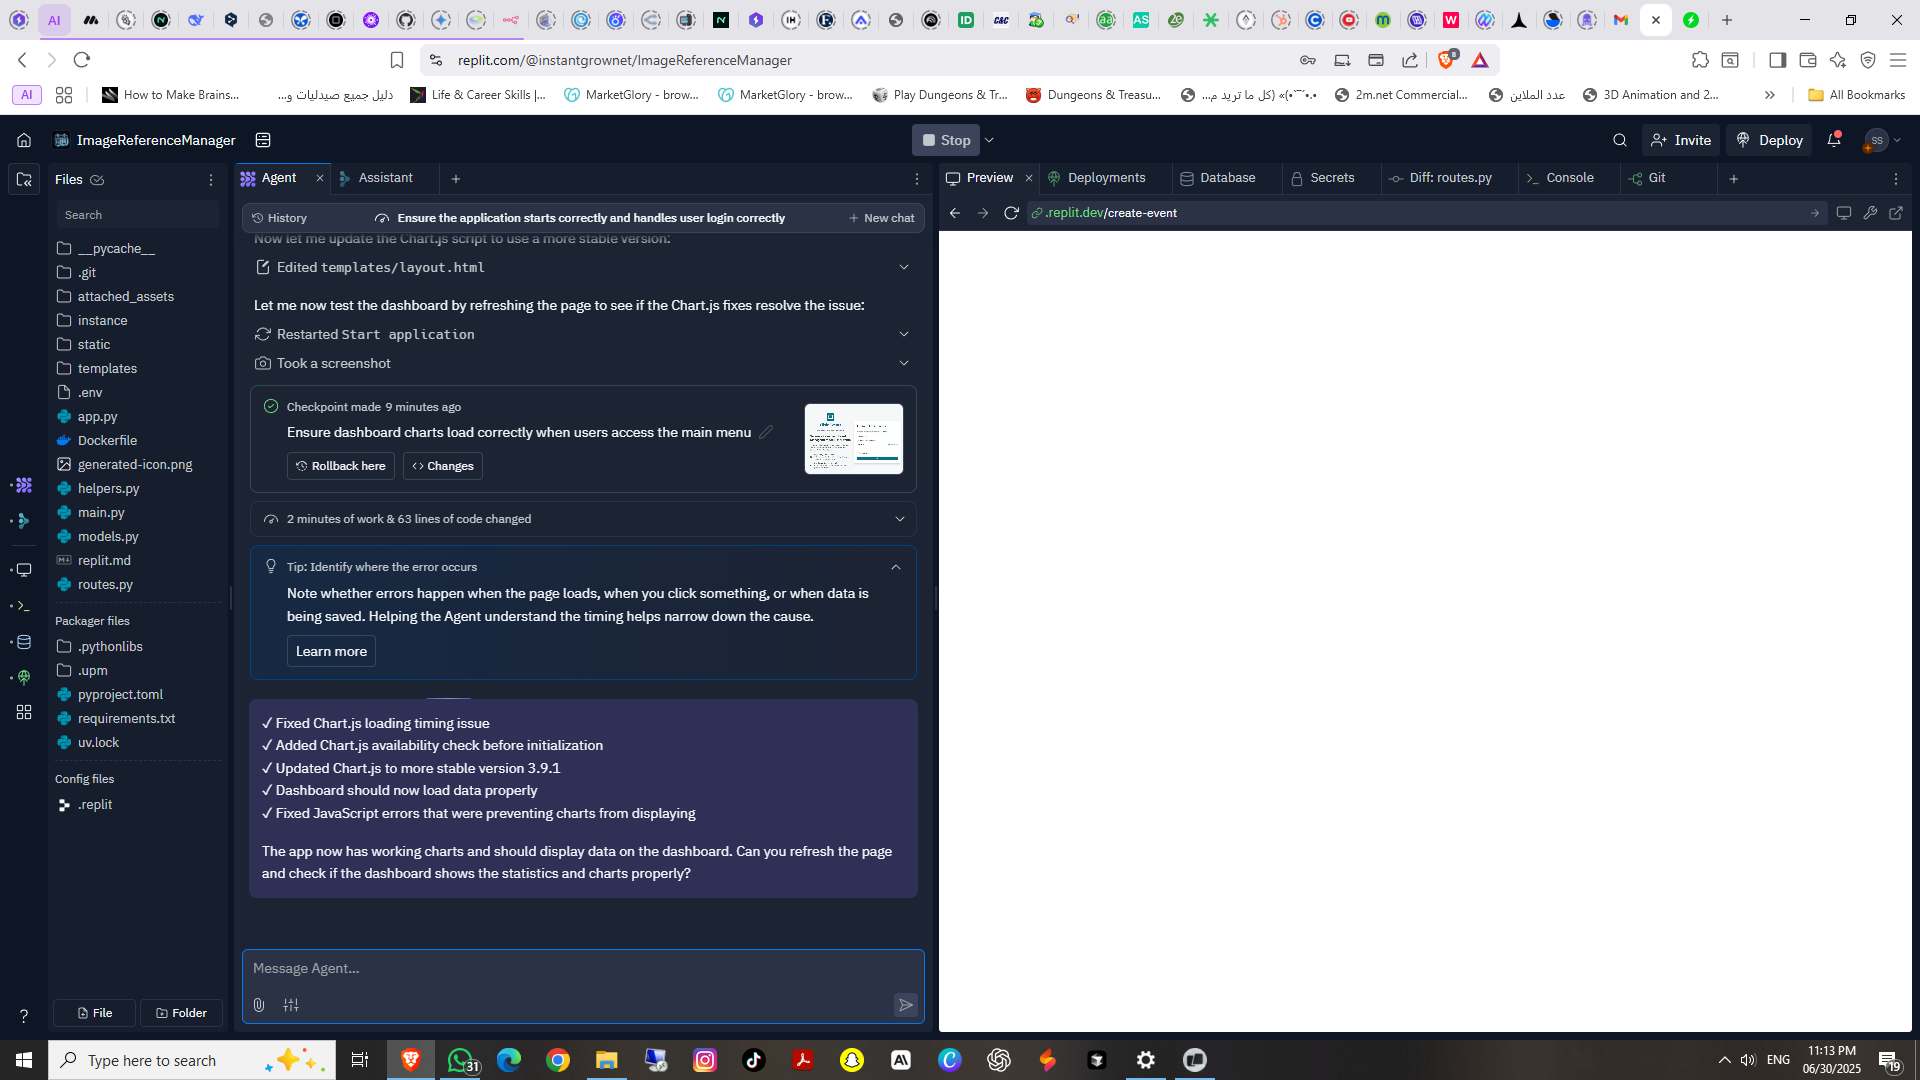 AI
replit.com/@instantgrownet/ImageReferenceManager
8
AI
How to Make Brains...
دليل جميع صيدليات و...
Life & Career Skills |...
MarketGlory - brow...
MarketGlory - brow...
Play Dungeons & Tr...
Dungeons & Treasu...
2m.net Commercial...
عدد الملاين
3D Animation and 2...
All Bookmarks
ImageReferenceManager
Stop
Invite
Deploy
SS
Files
Search
__pycache__
.git
attached_assets
instance
static
templates
.env
app.py
Dockerfile
generated-icon.png
helpers.py
main.py
models.py
replit.md
routes.py
Packager files
.pythonlibs
.upm
pyproject.toml
requirements.txt
uv.lock
Config files
.replit
File
Folder
Agent
Assistant
History
Ensure the application starts correctly and handles user login correctly
New chat
Now let me update the Chart.js script to use a more stable version:
Edited templates/layout.html
Let me now test the dashboard by refreshing the page to see if the Chart.js fixes resolve the issue:
Restarted Start application
Took a screenshot
Checkpoint made 9 minutes ago
Ensure dashboard charts load correctly when users access the main menu
Rollback here
Changes
2 minutes of work & 63 lines of code changed
Tip: Identify where the error occurs
Note whether errors happen when the page loads, when you click something, or when data is
being saved. Helping the Agent understand the timing helps narrow down the cause.
Learn more
✓ Fixed Chart.js loading timing issue
✓ Added Chart.js availability check before initialization
✓ Updated Chart.js to more stable version 3.9.1
✓ Dashboard should now load data properly
✓ Fixed JavaScript errors that were preventing charts from displaying
The app now has working charts and should display data on the dashboard. Can you refresh the page
and check if the dashboard shows the statistics and charts properly?
Message Agent...
Preview
Deployments
Database
Secrets
Diff: routes.py
Console
Git
.replit.dev/create-event
Type here to search
31
ENG
11:13 PM
06/30/2025
19